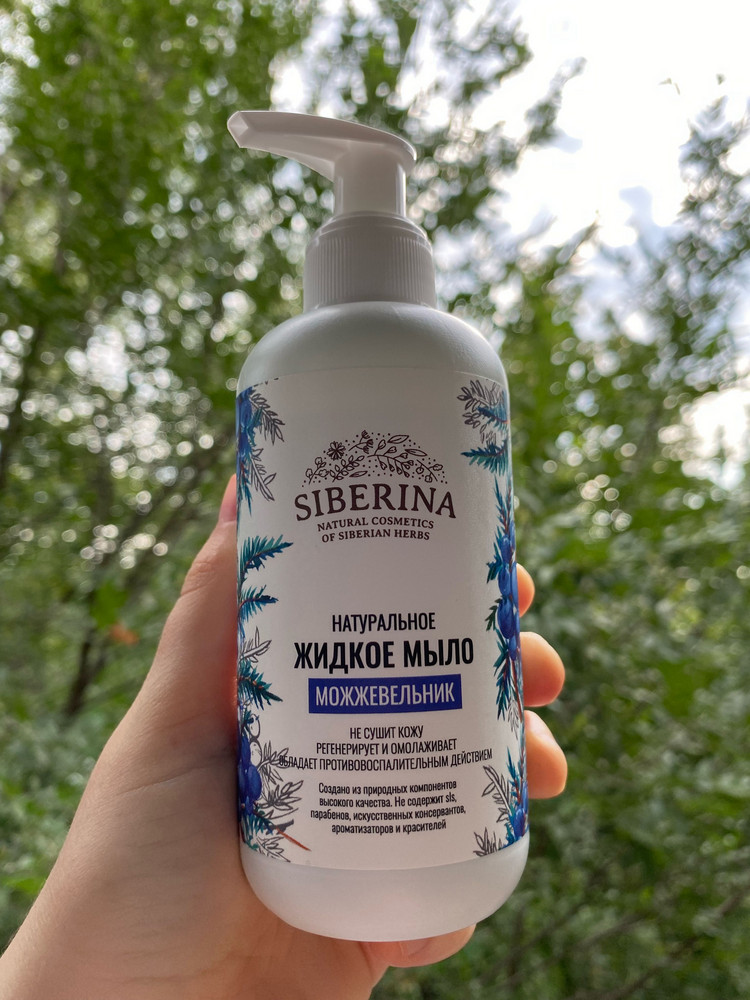 SIBERINA
NATURAL COSMETICS
OF SIBERIAN HERBS
НАТУРАЛЬНОЕ
ЖИДКОЕ МЫЛО
МОЖЖЕВЕЛЬНИК
НЕ СУШИТ КОЖУ
РЕГЕНЕРИРУЕТ И ОМОЛАЖИВАЕТ
ОБЛАДАЕТ ПРОТИВОВОСПАЛИТЕЛЬНЫМ ДЕЙСТВИЕМ
Создано из природных компонентов
высокого качества. Не содержит sls,
парабенов, искусственных консервантов,
ароматизаторов и красителей